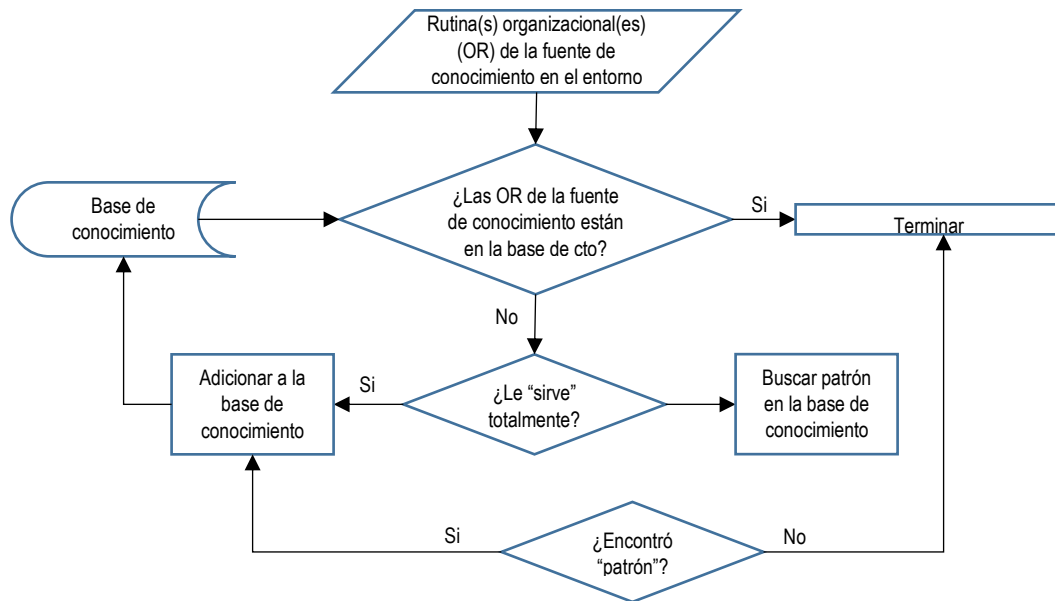 Rutina(s) organizacional(es)
(OR) de la fuente de
conocimiento en el entorno
Base de
conocimiento
¿Las OR de la fuente
de conocimiento están
en la base de cto?
Si
Terminar
No
Adicionar a la
base de
conocimiento
Si
¿Le “sirve”
totalmente?
Buscar patrón
en la base de
conocimiento
Si
¿Encontró
“patrón”?
No